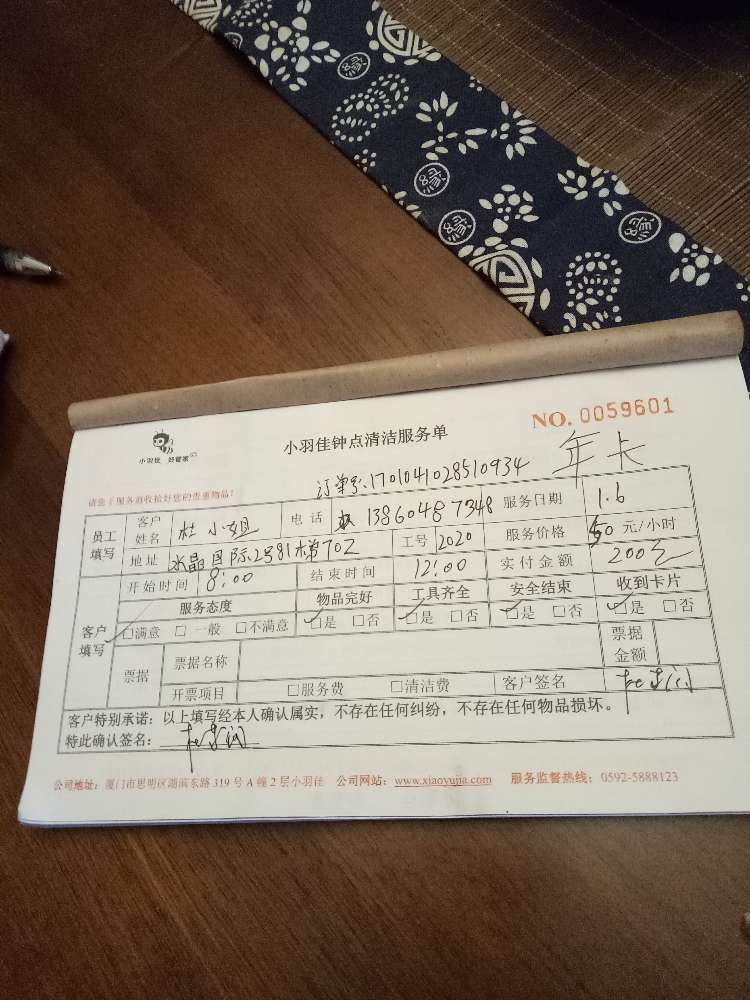 小羽佳 好管家
小羽佳钟点清洁服务单
NO. 0059601
请您于服务前收拾好您的贵重物品!
订单号:1701041028510934 年卡
员工填写 客户姓名 杜小姐 电话 13860487348 服务日期 1.6
地址 水晶国际2号81梯702 工号 2020 服务价格 50 元/小时
开始时间 8:00 结束时间 12:00 实付金额 200元
客户填写 服务态度 物品完好 工具齐全 安全结束 收到卡片
□满意 □一般 □不满意 □是 □否 □是 □否 □是 □否 □是 □否
票据 票据名称 票据金额
开票项目 □服务费 □清洁费 客户签名
客户特别承诺:以上填写经本人确认属实,不存在任何纠纷,不存在任何物品损坏。
特此确认签名:
公司地址:厦门市思明区湖滨东路 319 号 A 幢 2 层小羽佳 公司网站:www.xiaoyujia.com 服务监督热线:0592-5888123